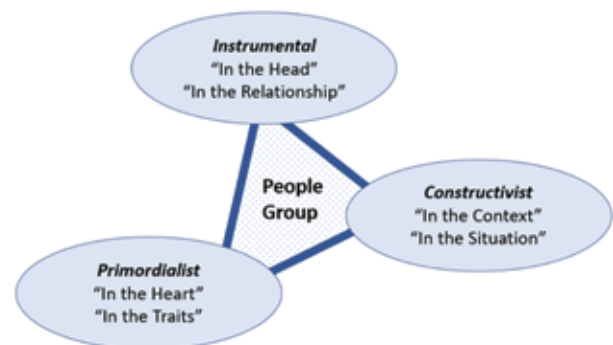 Instrumental
“In the Head”
“In the Relationship”
People
Group
Constructivist
“In the Context”
“In the Situation”
Primordialist
“In the Heart”
“In the Traits”